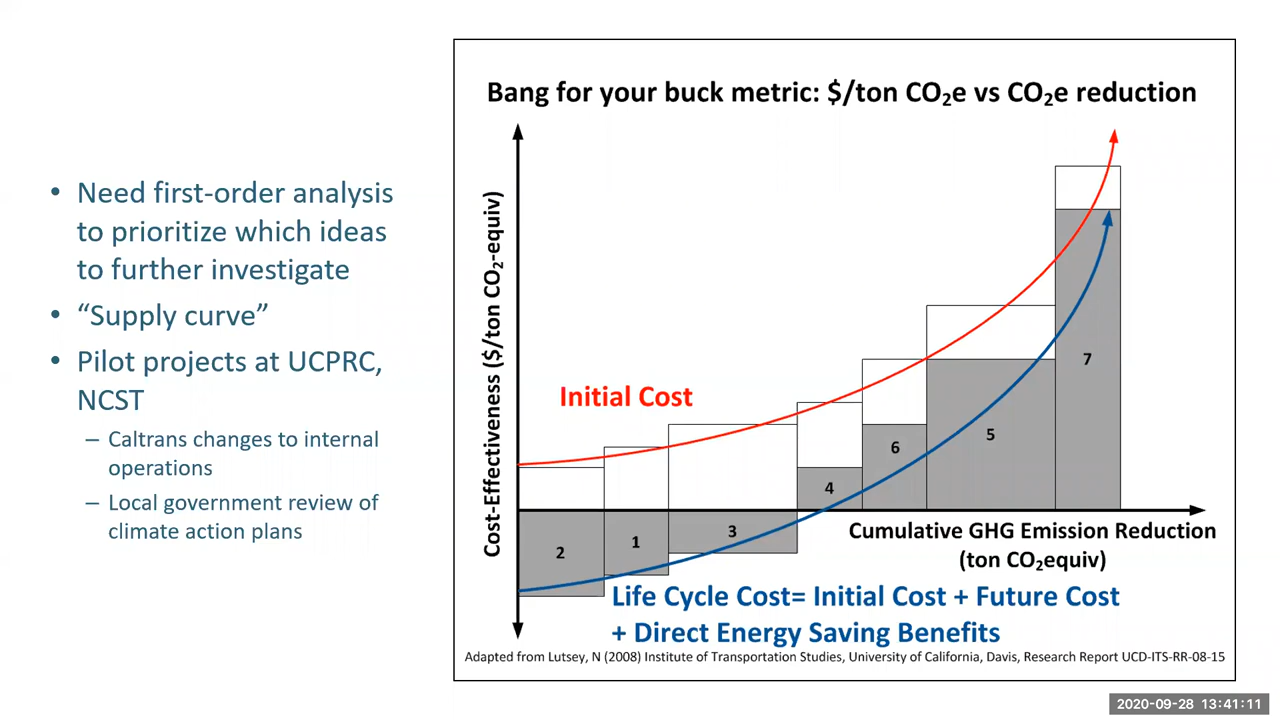 • Need first-order analysis
to prioritize which ideas
to further investigate
• “Supply curve”
• Pilot projects at UCPRC,
NCST
– Caltrans changes to internal
operations
– Local government review of
climate action plans
Bang for your buck metric: $/ton CO₂e vs CO₂e reduction
Cost-Effectiveness ($/ton CO₂-equiv)
Initial Cost
2
1
3
4
6
5
7
Cumulative GHG Emission Reduction
(ton CO₂equiv)
Life Cycle Cost= Initial Cost + Future Cost
+ Direct Energy Saving Benefits
Adapted from Lutsey, N (2008) Institute of Transportation Studies, University of California, Davis, Research Report UCD-ITS-RR-08-15
2020-09-28 13:41:11